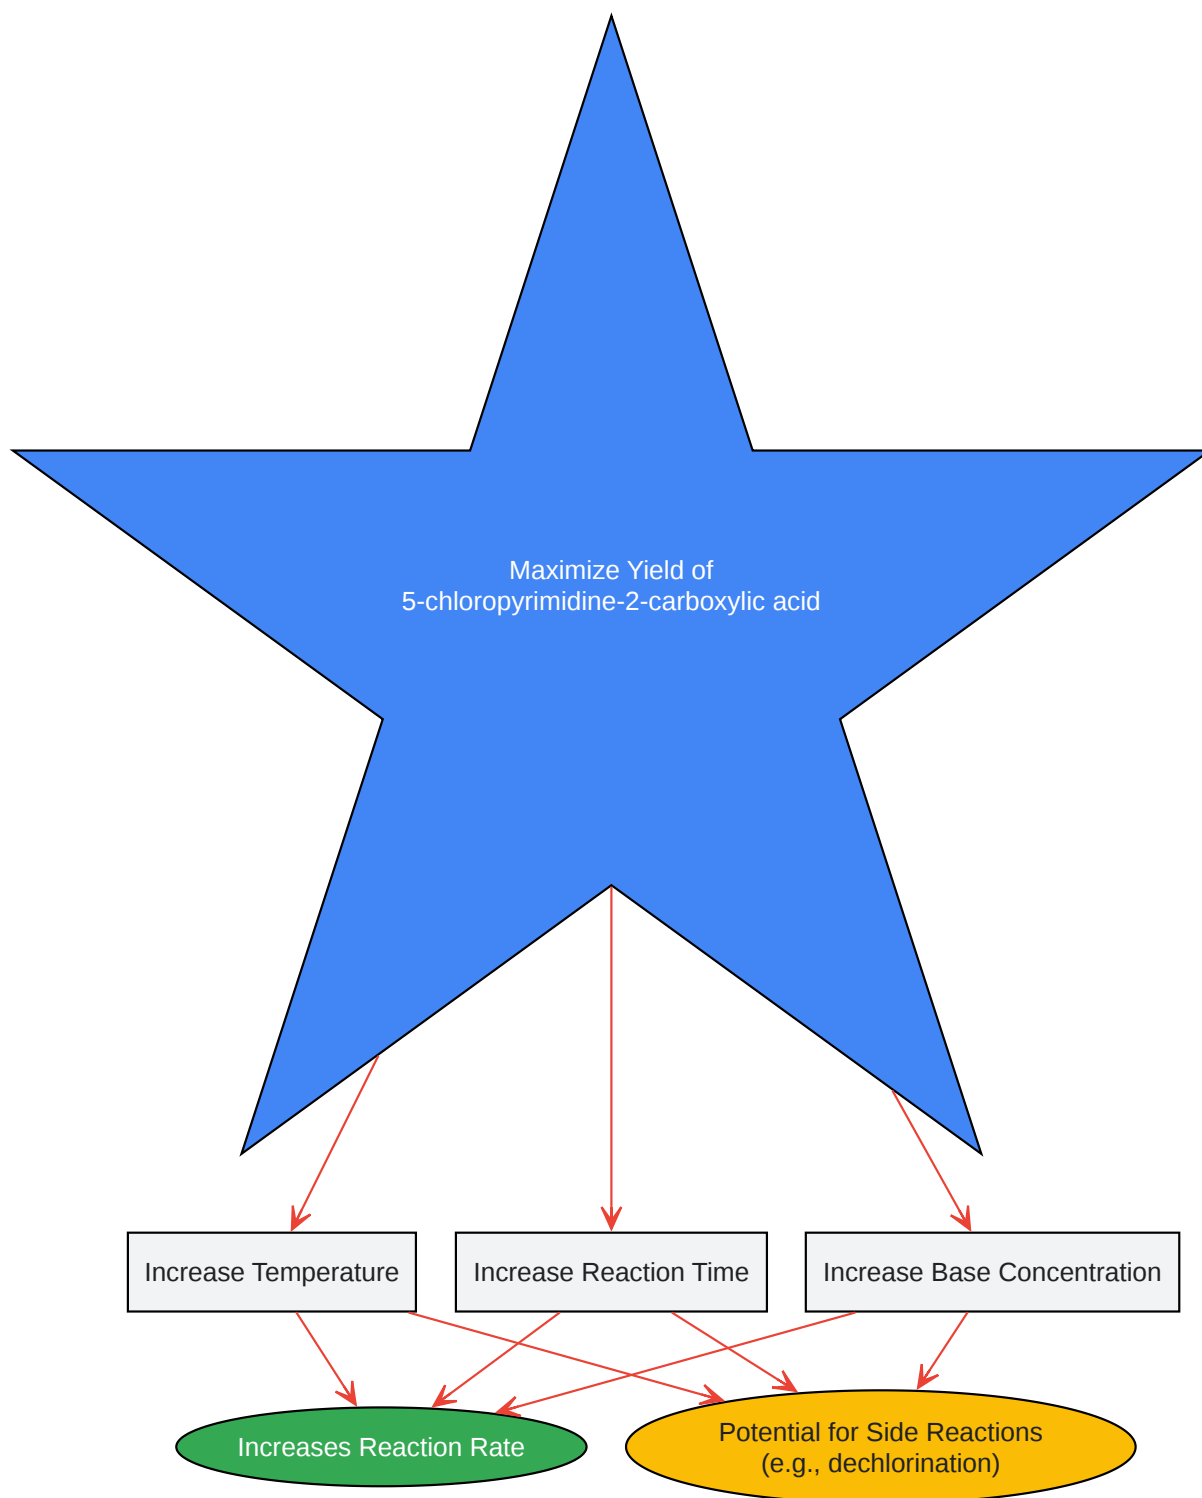 Maximize Yield of
5-chloropyrimidine-2-carboxylic acid
Increase Temperature
Increase Reaction Time
Increase Base Concentration
Increases Reaction Rate
Potential for Side Reactions
(e.g., dechlorination)